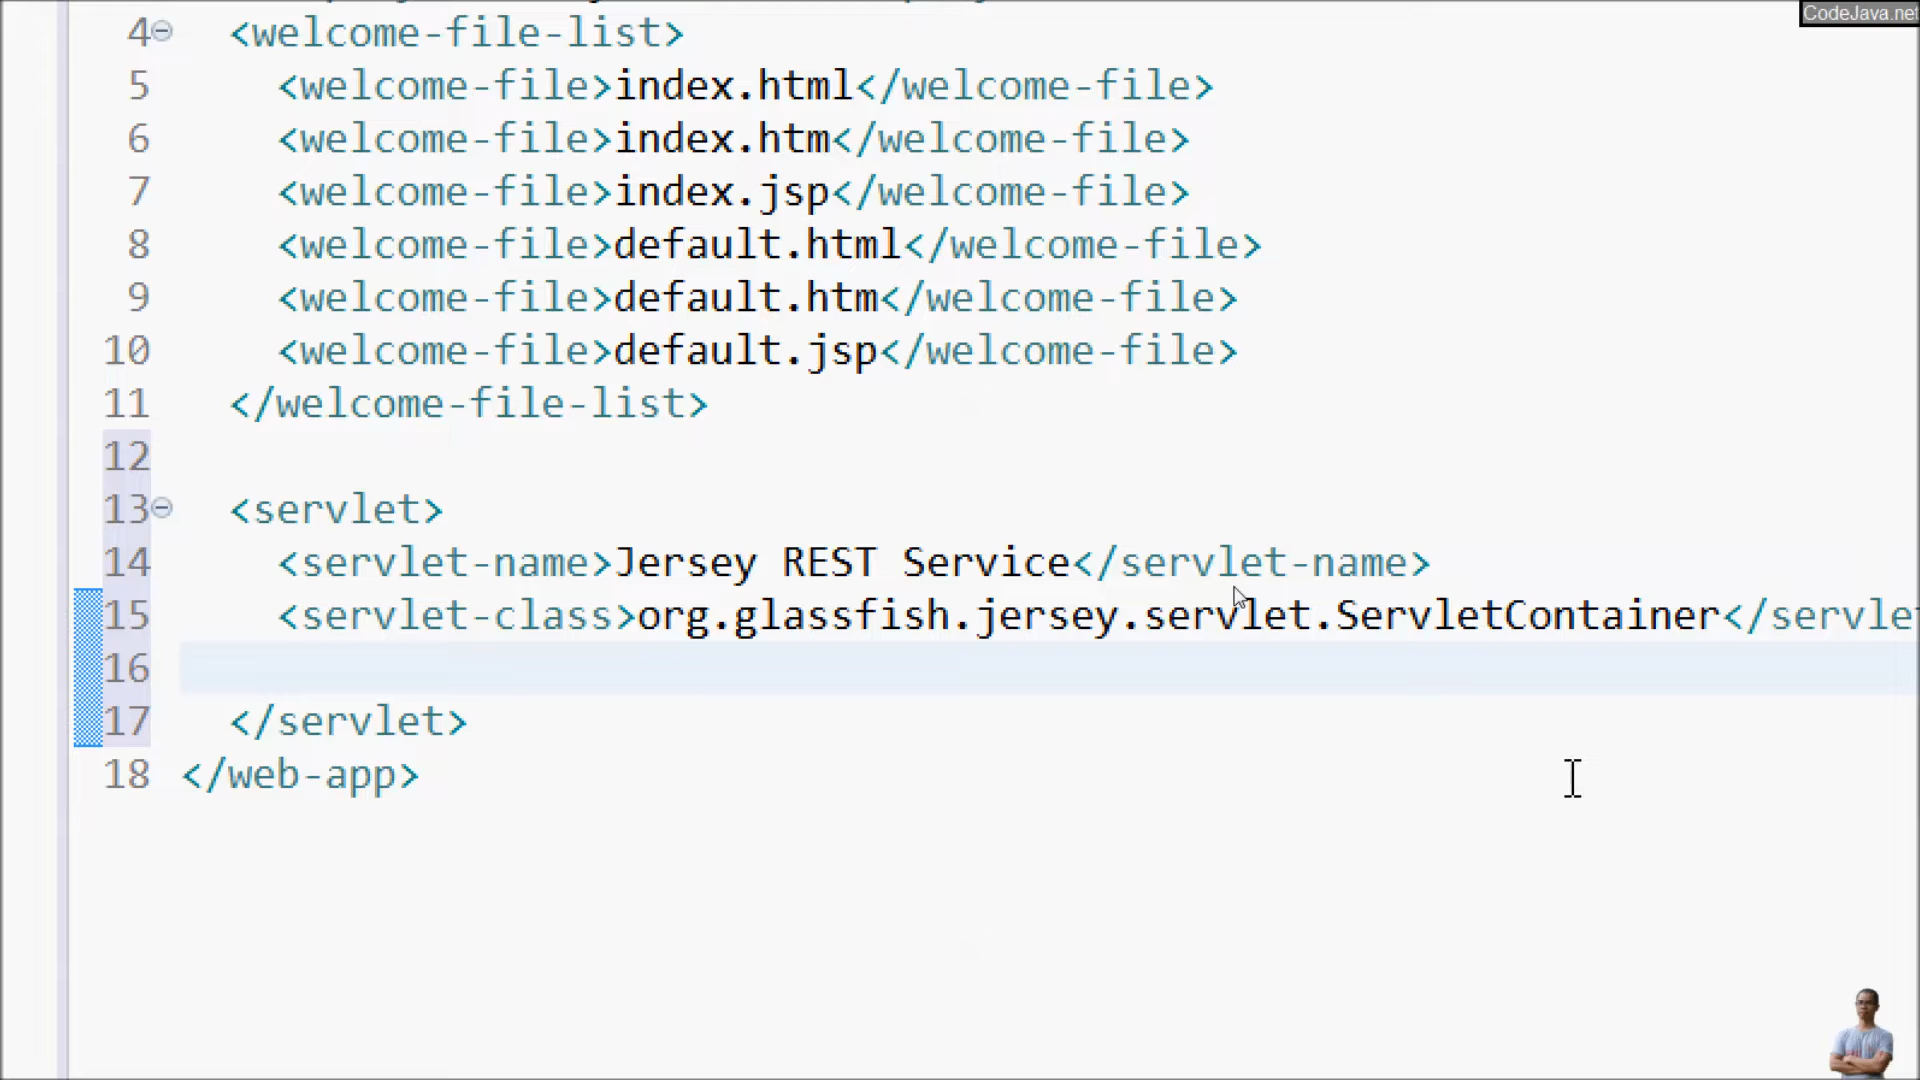 CodeJava.net
4 <welcome-file-list>
5 <welcome-file>index.html</welcome-file>
6 <welcome-file>index.htm</welcome-file>
7 <welcome-file>index.jsp</welcome-file>
8 <welcome-file>default.html</welcome-file>
9 <welcome-file>default.htm</welcome-file>
10 <welcome-file>default.jsp</welcome-file>
11 </welcome-file-list>
12
13 <servlet>
14 <servlet-name>Jersey REST Service</servlet-name>
15 <servlet-class>org.glassfish.jersey.servlet.ServletContainer</servlet
16
17 </servlet>
18 </web-app>